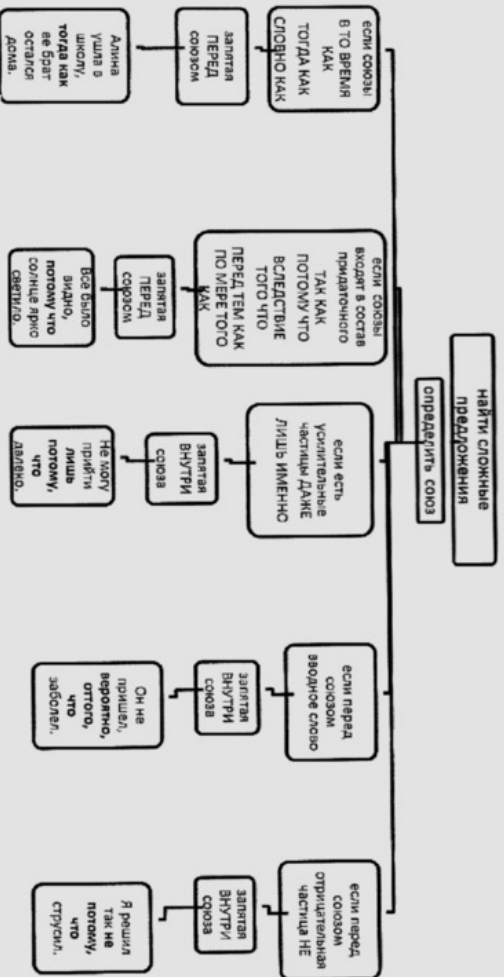 найти сложные
предложения
определить союз
если союзы
В ТО ВРЕМЯ
КАК
ТОГДА КАК
СЛОВНО КАК
запятая
ПЕРЕД
союзом
Алина
ушла в
школу,
тогда как
ее брат
остался
дома.
если союзы
входят в состав
придаточного
ТАК КАК
ПОТОМУ ЧТО
ВСЛЕДСТВИЕ
ТОГО ЧТО
ПЕРЕД ТЕМ КАК
ПО МЕРЕ ТОГО
КАК
запятая
ПЕРЕД
союзом
Все было
видно,
потому что
солнце ярко
светило.
если есть
усилительные
частицы ДАЖЕ
ЛИШЬ ИМЕННО
запятая
ВНУТРИ
союза
Не могу
прийти
лишь
потому,
что
далеко.
если перед
союзом
вводное слово
запятая
ВНУТРИ
союза
Он не
пришел,
вероятно,
оттого,
что
заболел.
если перед
союзом
отрицательная
частица НЕ
запятая
ВНУТРИ
союза
Я решил
так не
потому,
что
струсил.